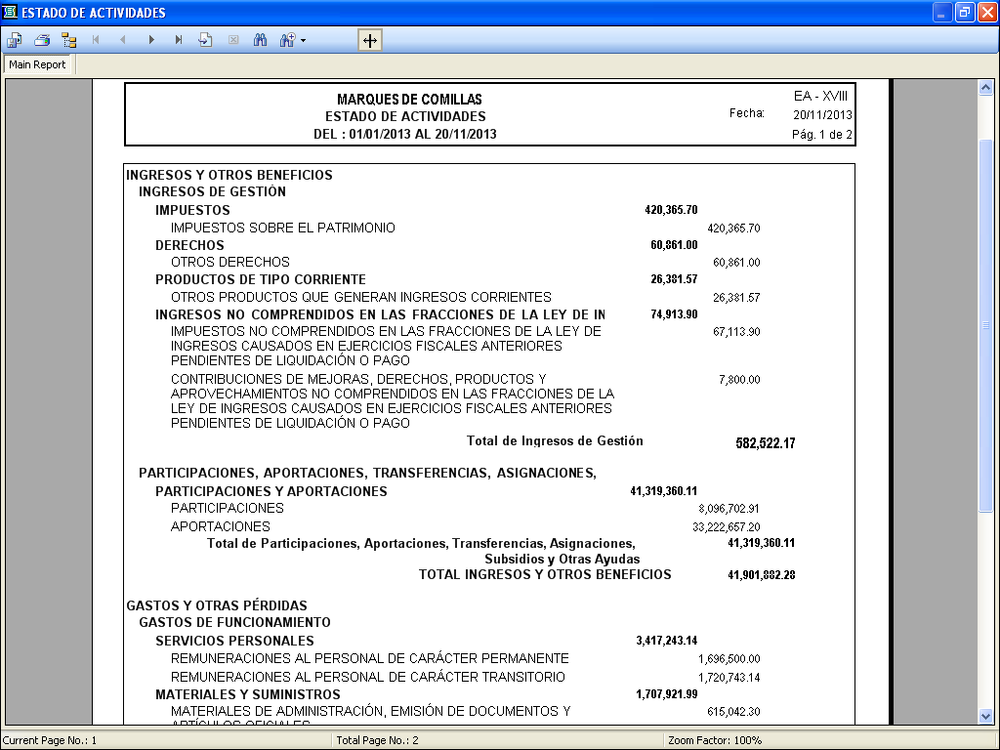 ESTADO DE ACTIVIDADES
Main Report
MARQUES DE COMILLAS
ESTADO DE ACTIVIDADES
DEL : 01/01/2013 AL 20/11/2013
EA - XVIII
Fecha: 20/11/2013
Pág. 1 de 2
INGRESOS Y OTROS BENEFICIOS
INGRESOS DE GESTIÓN
IMPUESTOS 420,365.70
IMPUESTOS SOBRE EL PATRIMONIO 420,365.70
DERECHOS 60,861.00
OTROS DERECHOS 60,861.00
PRODUCTOS DE TIPO CORRIENTE 26,381.57
OTROS PRODUCTOS QUE GENERAN INGRESOS CORRIENTES 26,381.57
INGRESOS NO COMPRENDIDOS EN LAS FRACCIONES DE LA LEY DE IN 74,913.90
IMPUESTOS NO COMPRENDIDOS EN LAS FRACCIONES DE LA LEY DE 67,113.90
INGRESOS CAUSADOS EN EJERCICIOS FISCALES ANTERIORES
PENDIENTES DE LIQUIDACIÓN O PAGO
CONTRIBUCIONES DE MEJORAS, DERECHOS, PRODUCTOS Y 7,800.00
APROVECHAMIENTOS NO COMPRENDIDOS EN LAS FRACCIONES DE LA
LEY DE INGRESOS CAUSADOS EN EJERCICIOS FISCALES ANTERIORES
PENDIENTES DE LIQUIDACIÓN O PAGO
Total de Ingresos de Gestión 582,522.17
PARTICIPACIONES, APORTACIONES, TRANSFERENCIAS, ASIGNACIONES,
PARTICIPACIONES Y APORTACIONES 41,319,360.11
PARTICIPACIONES 8,096,702.91
APORTACIONES 33,222,657.20
Total de Participaciones, Aportaciones, Transferencias, Asignaciones, 41,319,360.11
Subsidios y Otras Ayudas
TOTAL INGRESOS Y OTROS BENEFICIOS 41,901,882.28
GASTOS Y OTRAS PÉRDIDAS
GASTOS DE FUNCIONAMIENTO
SERVICIOS PERSONALES 3,417,243.14
REMUNERACIONES AL PERSONAL DE CARÁCTER PERMANENTE 1,696,500.00
REMUNERACIONES AL PERSONAL DE CARÁCTER TRANSITORIO 1,720,743.14
MATERIALES Y SUMINISTROS 1,707,921.99
MATERIALES DE ADMINISTRACIÓN, EMISIÓN DE DOCUMENTOS Y 615,042.30
ARTÍCULOS OFICIALES
Current Page No.: 1 Total Page No.: 2 Zoom Factor: 100%